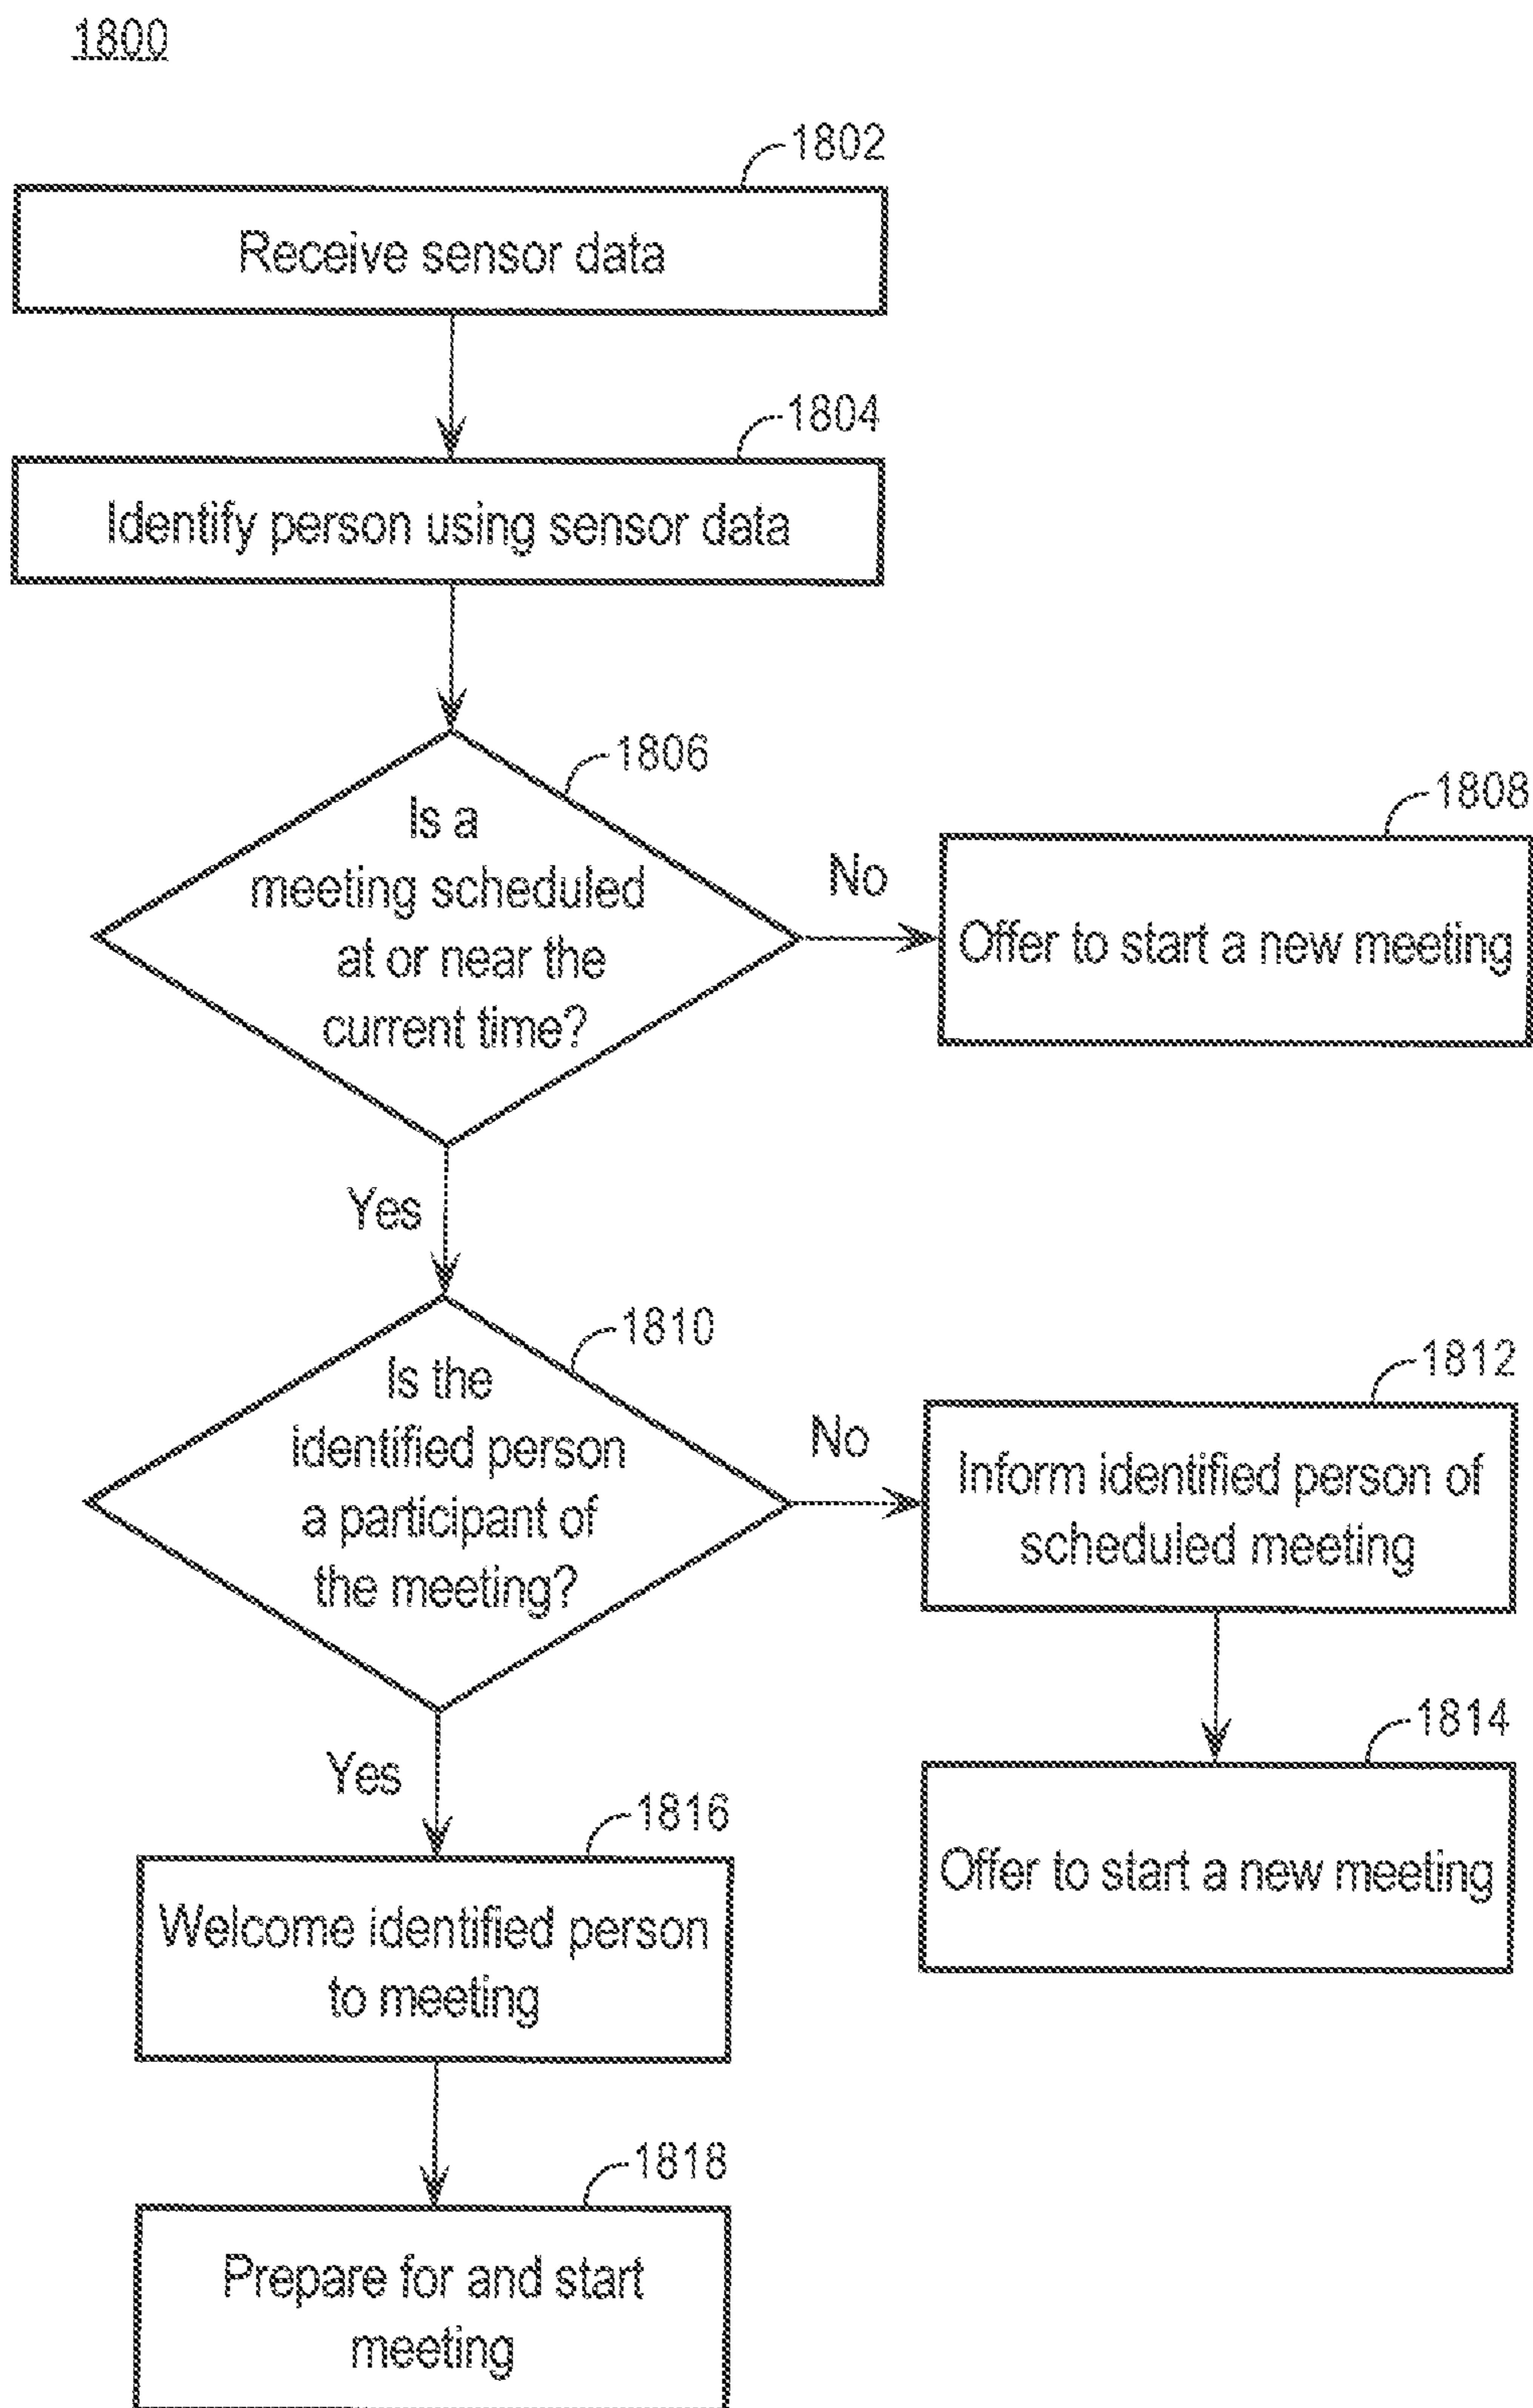 1800
1802
Receive sensor data
1804
Identify person using sensor data
1806
Is a
meeting scheduled
at or near the
current time?
No
1808
Offer to start a new meeting
Yes
1810
Is the
identified person
a participant of
the meeting?
No
1812
Inform identified person of
scheduled meeting
1814
Offer to start a new meeting
Yes
1816
Welcome identified person
to meeting
1818
Prepare for and start
meeting